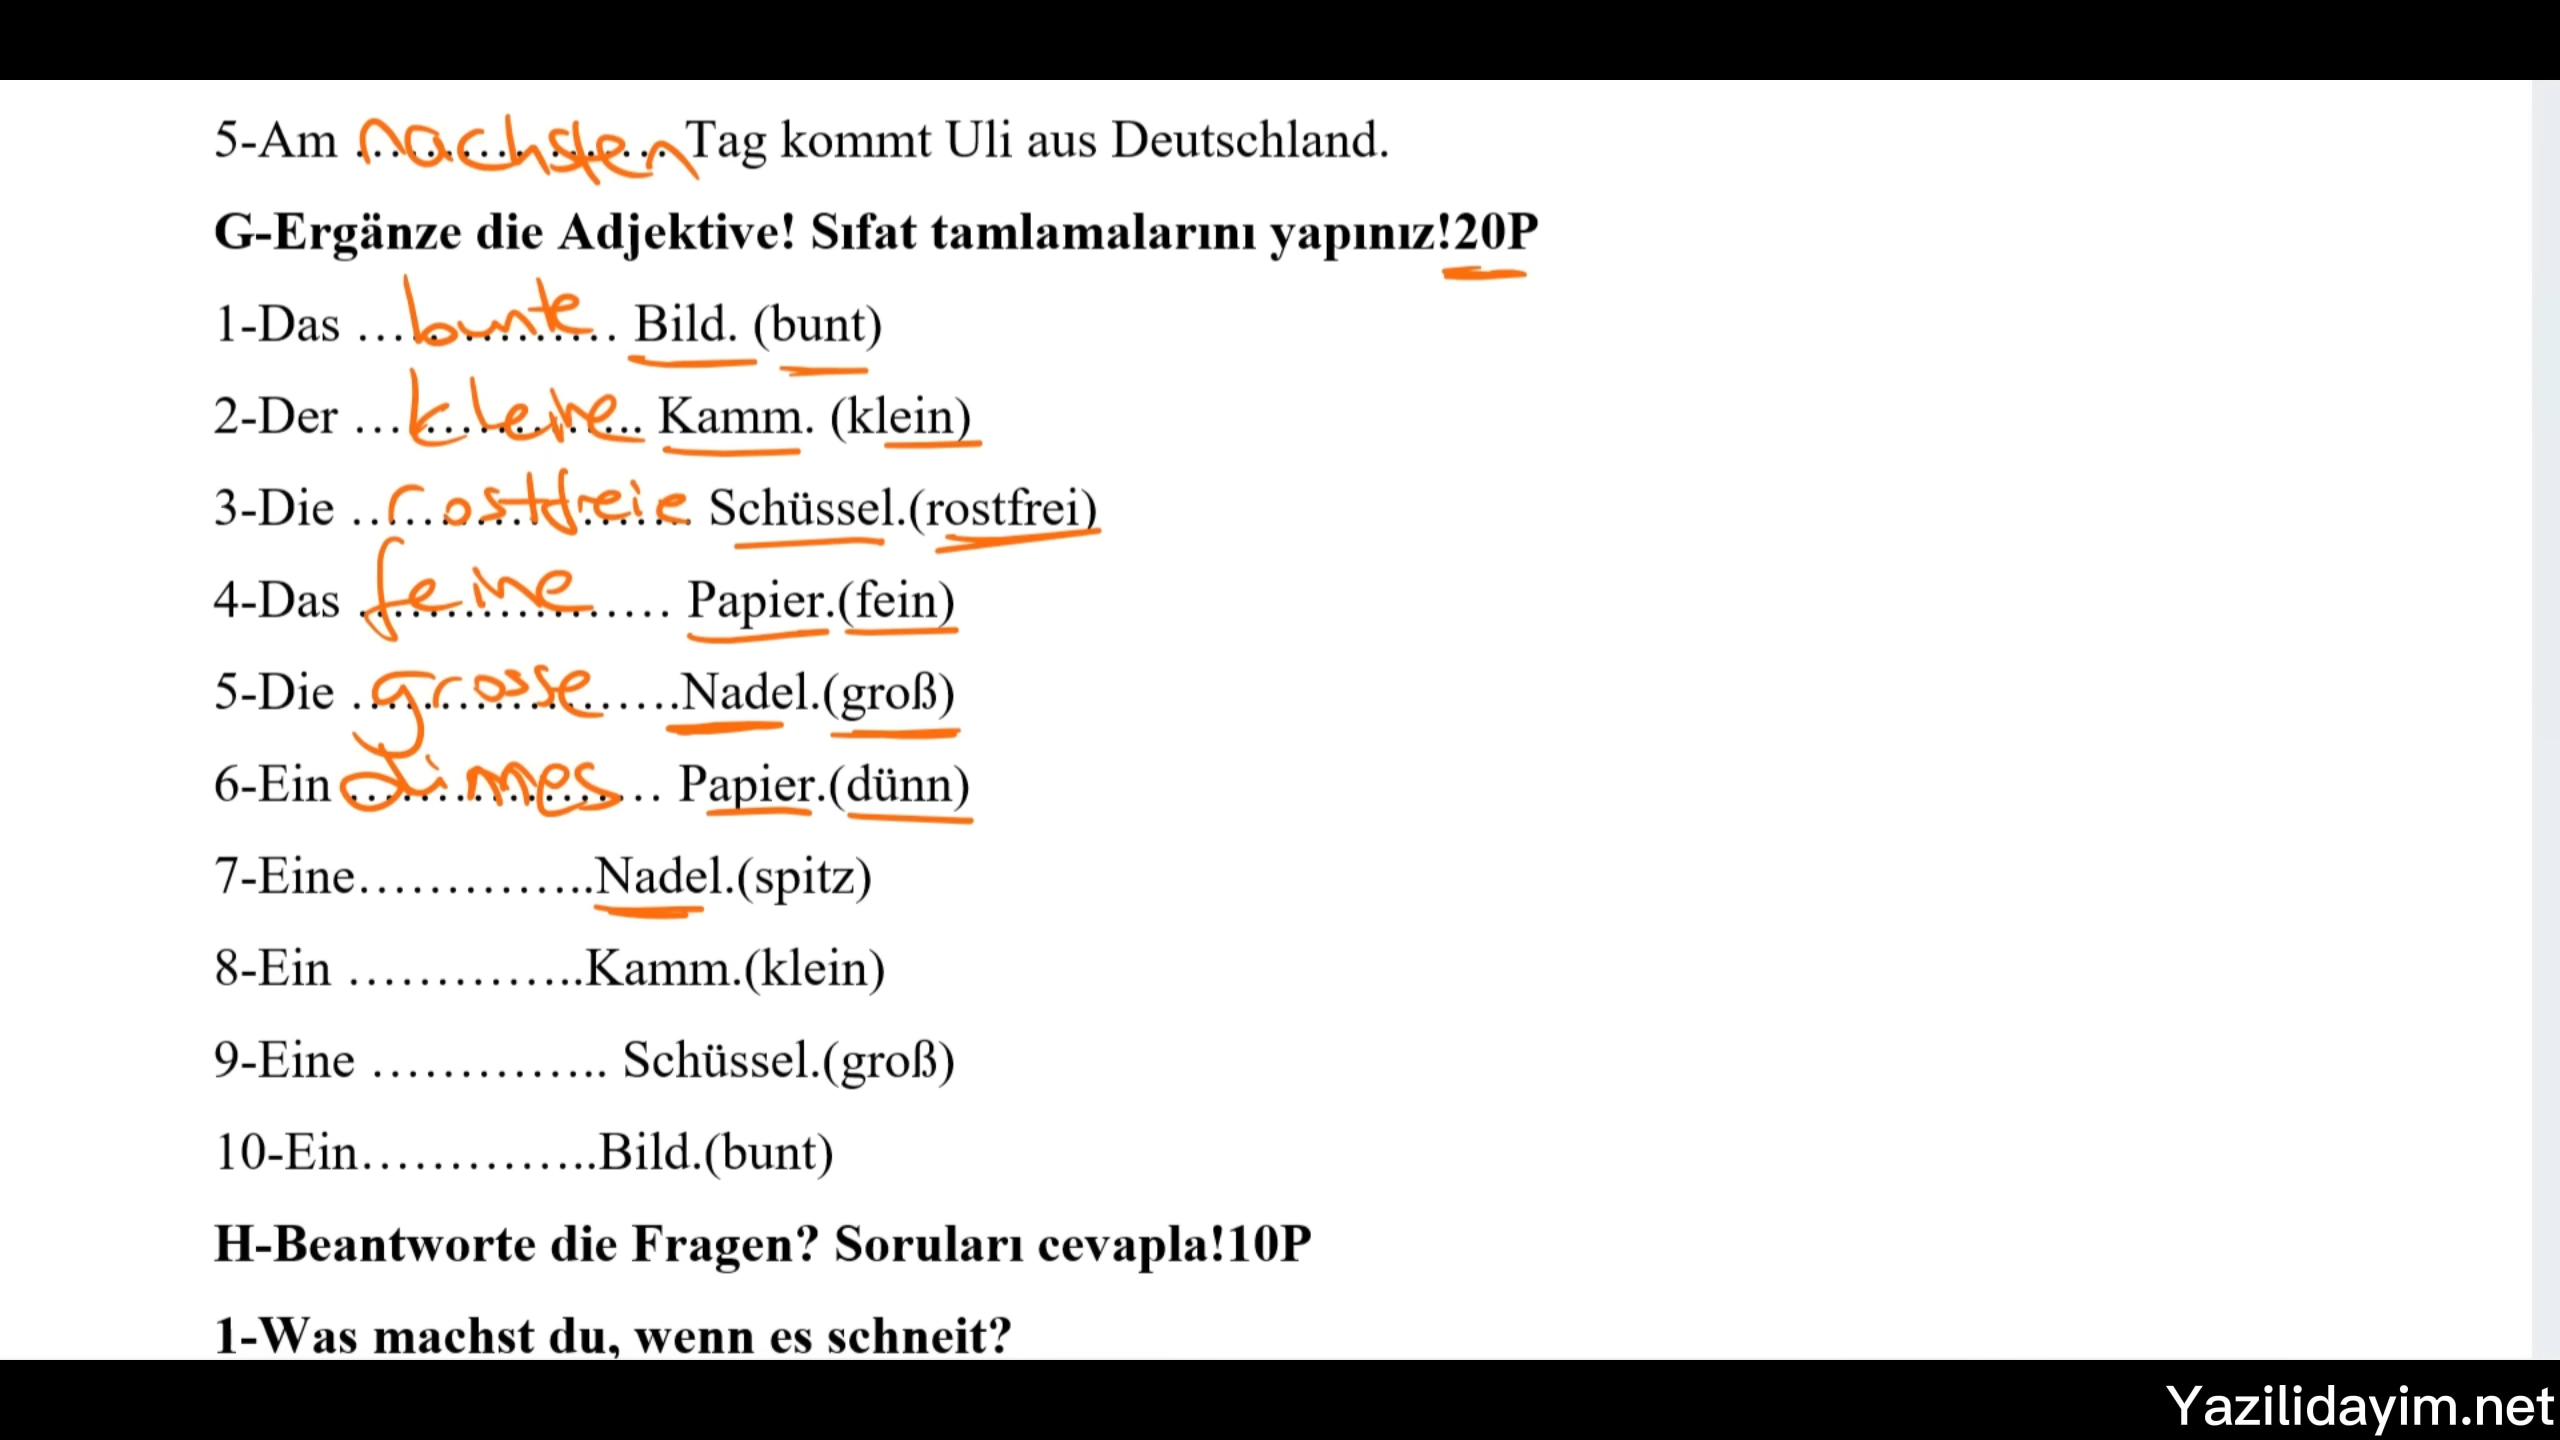 5-Am nachsten Tag kommt Uli aus Deutschland.
G-Ergänze die Adjektive! Sıfat tamlamalarını yapınız!20P
1-Das ... bunte ... Bild. (bunt)
2-Der ... kleine ... Kamm. (klein)
3-Die ... rostfreie ... Schüssel.(rostfrei)
4-Das ... feine ... Papier.(fein)
5-Die ... grosse ... Nadel.(groß)
6-Ein ... ... Papier.(dünn)
7-Eine..............Nadel.(spitz)
8-Ein ..............Kamm.(klein)
9-Eine .............. Schüssel.(groß)
10-Ein..............Bild.(bunt)
H-Beantworte die Fragen? Soruları cevapla!10P
1-Was machst du, wenn es schneit?
Yazilidayim.net